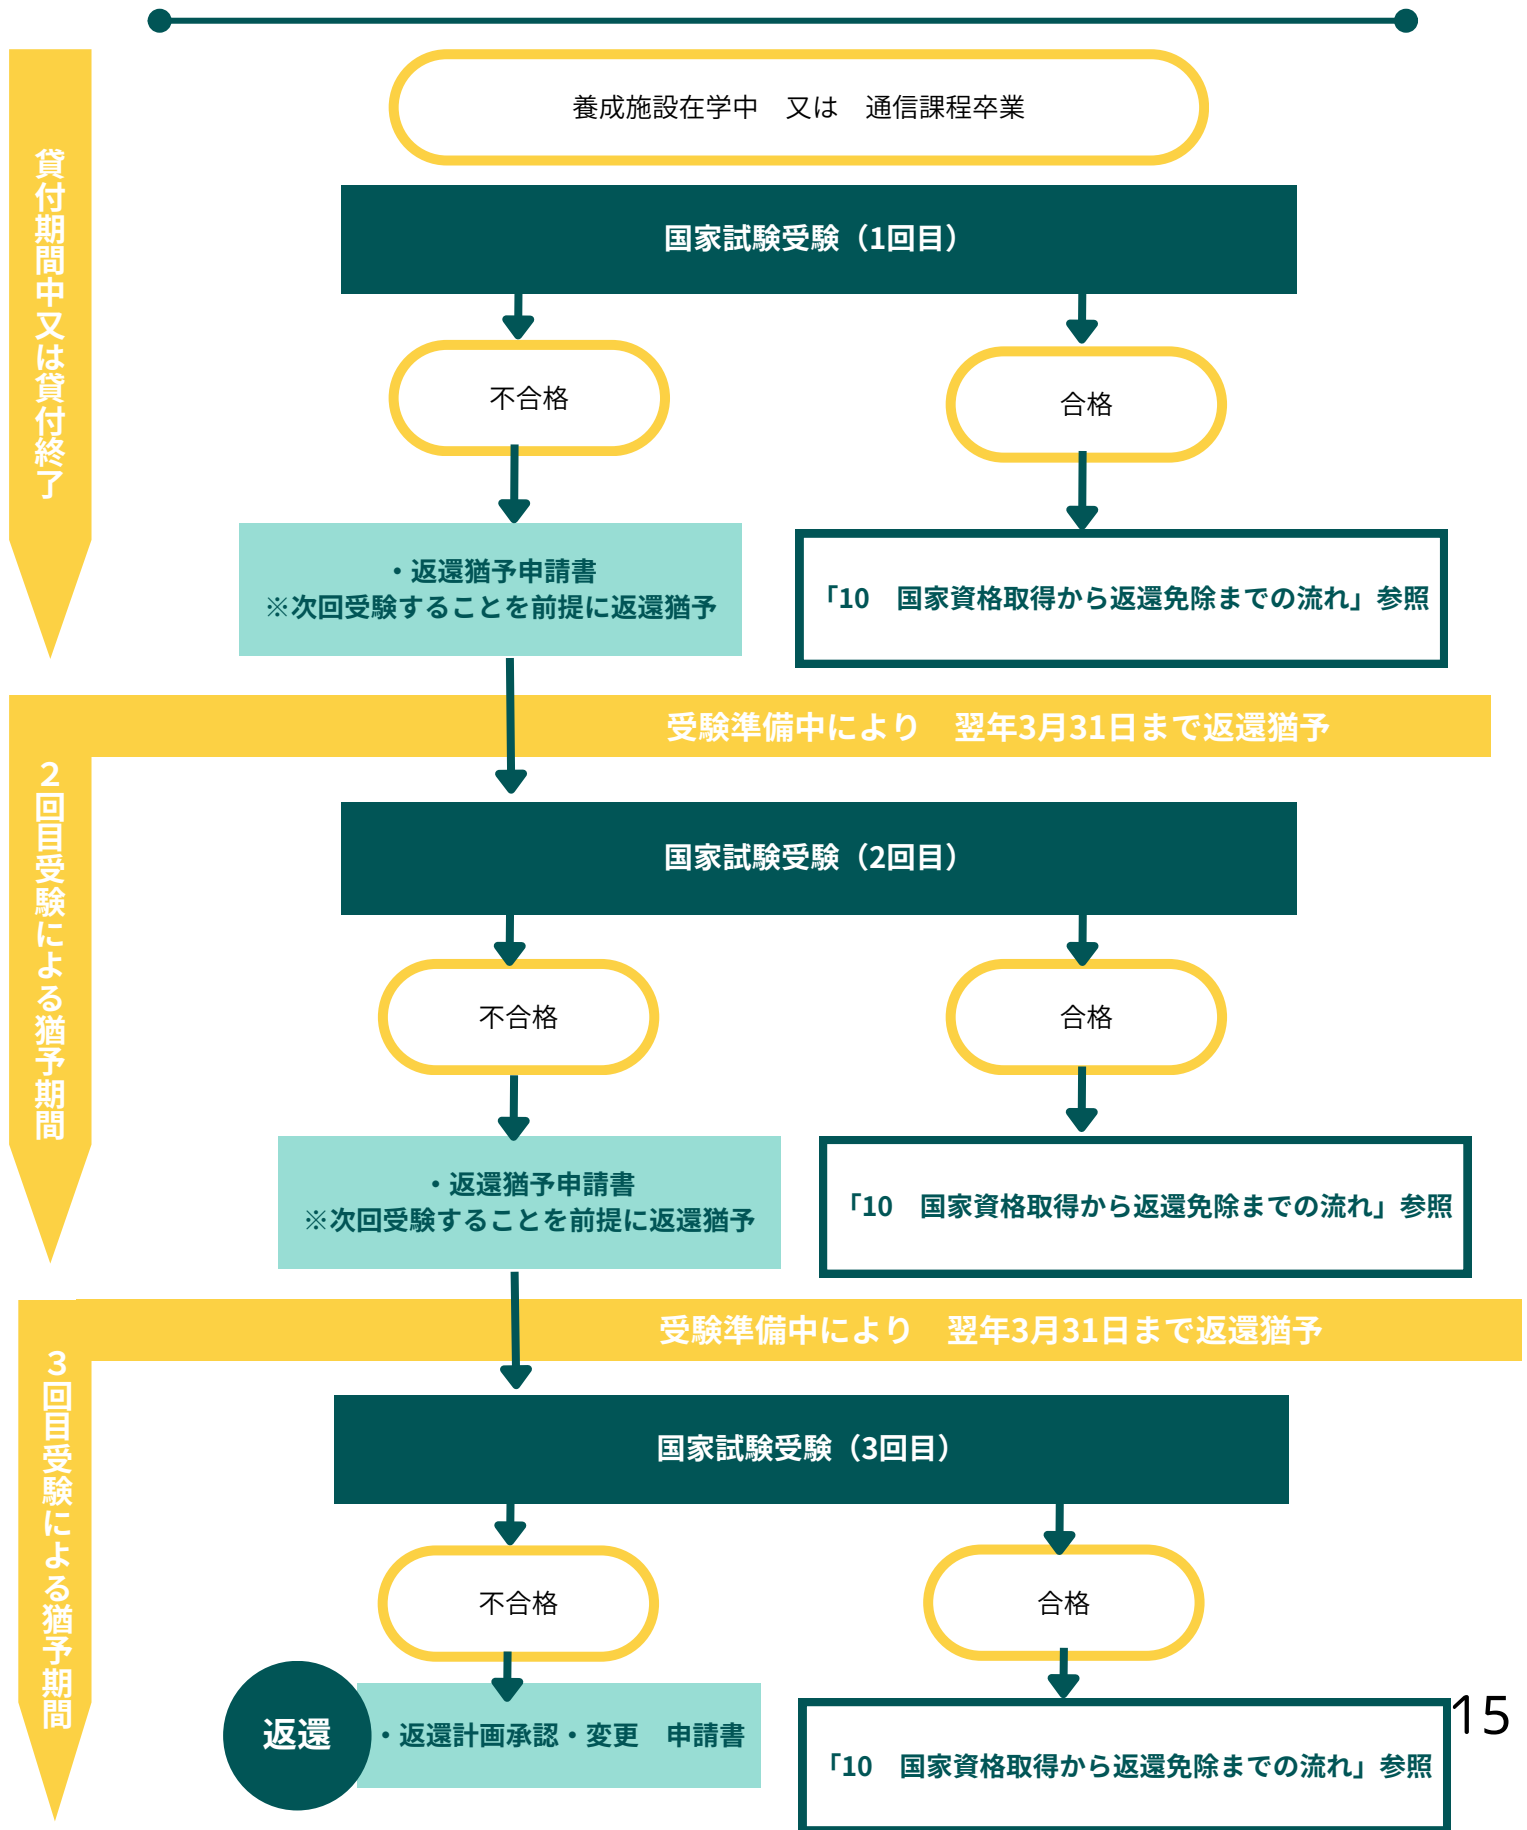 養成施設在学中　又は　通信課程卒業
貸付期間中又は貸付終了
国家試験受験（1回目）
不合格
合格
・返還猶予申請書
※次回受験することを前提に返還猶予
「10　国家資格取得から返還免除までの流れ」参照
受験準備中により　翌年3月31日まで返還猶予
２回目受験による猶予期間
国家試験受験（2回目）
不合格
合格
・返還猶予申請書
※次回受験することを前提に返還猶予
「10　国家資格取得から返還免除までの流れ」参照
受験準備中により　翌年3月31日まで返還猶予
３回目受験による猶予期間
国家試験受験（3回目）
不合格
合格
返還
・返還計画承認・変更　申請書
「10　国家資格取得から返還免除までの流れ」参照
15